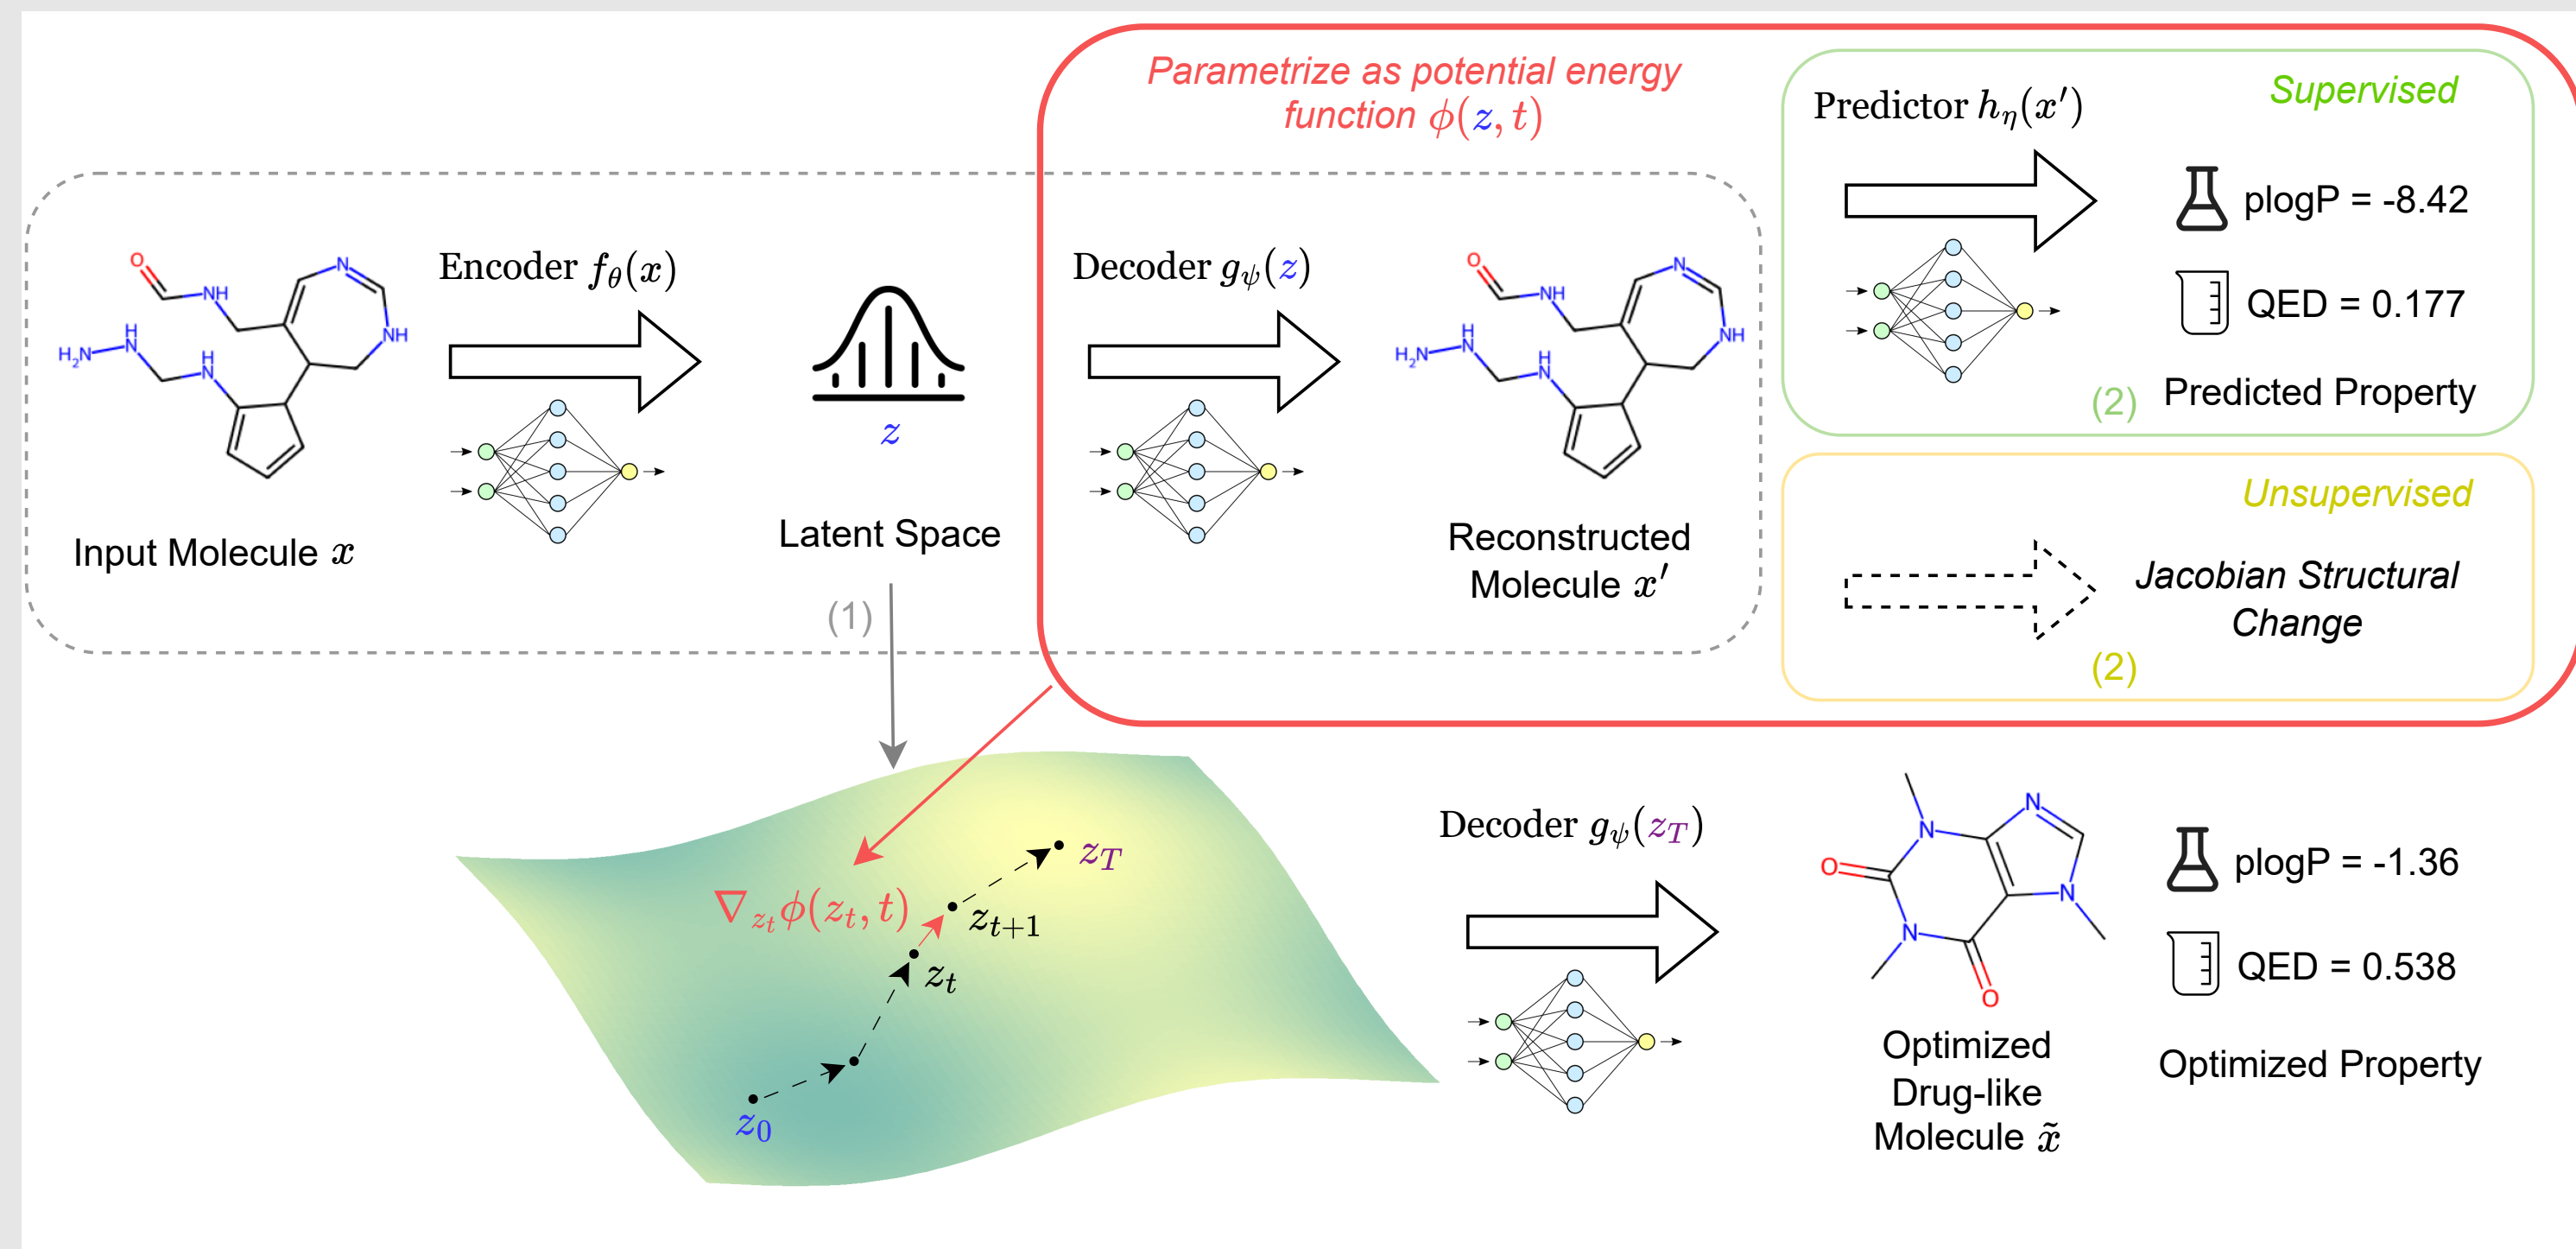 Parametrize as potential energy
function ϕ(z, t)
Supervised
Predictor hη(x′)
plogP = -8.42
QED = 0.177
(2) Predicted Property
Encoder fθ(x)
Decoder gψ(z)
O
NH
N
NH
H
N
H₂N
H
N
O
NH
N
NH
H
N
H₂N
H
N
z
Input Molecule x
Latent Space
Reconstructed
Molecule x′
Unsupervised
Jacobian Structural
Change
(2)
(1)
∇zₜϕ(zₜ, t)
zT
zₜ₊₁
zₜ
z₀
Decoder gψ(zT)
N
N
O
N
N
O
plogP = -1.36
QED = 0.538
Optimized
Drug-like
Molecule x̃
Optimized Property